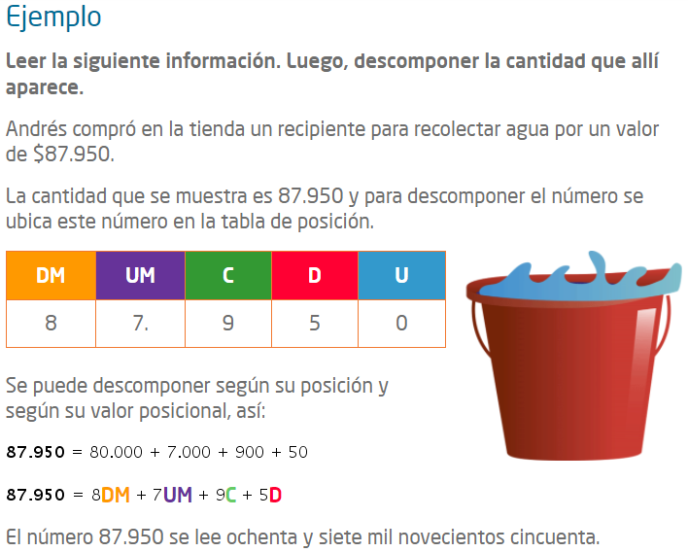 Ejemplo
Leer la siguiente información. Luego, descomponer la cantidad que allí
aparece.
Andrés compró en la tienda un recipiente para recolectar agua por un valor
de $87.950.
La cantidad que se muestra es 87.950 y para descomponer el número se
ubica este número en la tabla de posición.
DM UM C D U
8 7. 9 5 0
Se puede descomponer según su posición y
según su valor posicional, así:
87.950 = 80.000 + 7.000 + 900 + 50
87.950 = 8DM + 7UM + 9C + 5D
El número 87.950 se lee ochenta y siete mil novecientos cincuenta.